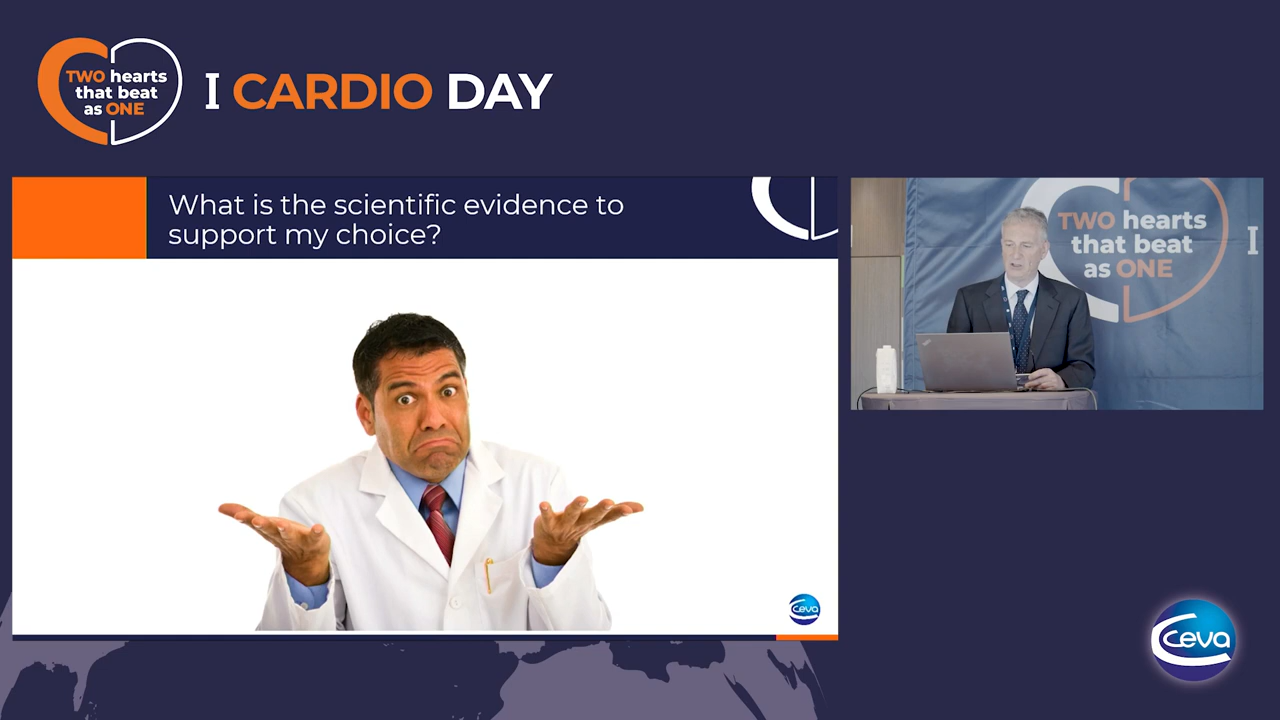 TWO hearts
that beat
as ONE
I CARDIO DAY
What is the scientific evidence to
support my choice?
TWO hearts
that beat
as ONE
I
Ceva
Ceva